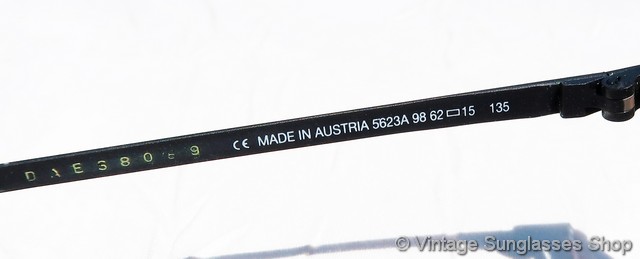 CE MADE IN AUSTRIA 5623A 98 62▭15 135
© Vintage Sunglasses Shop